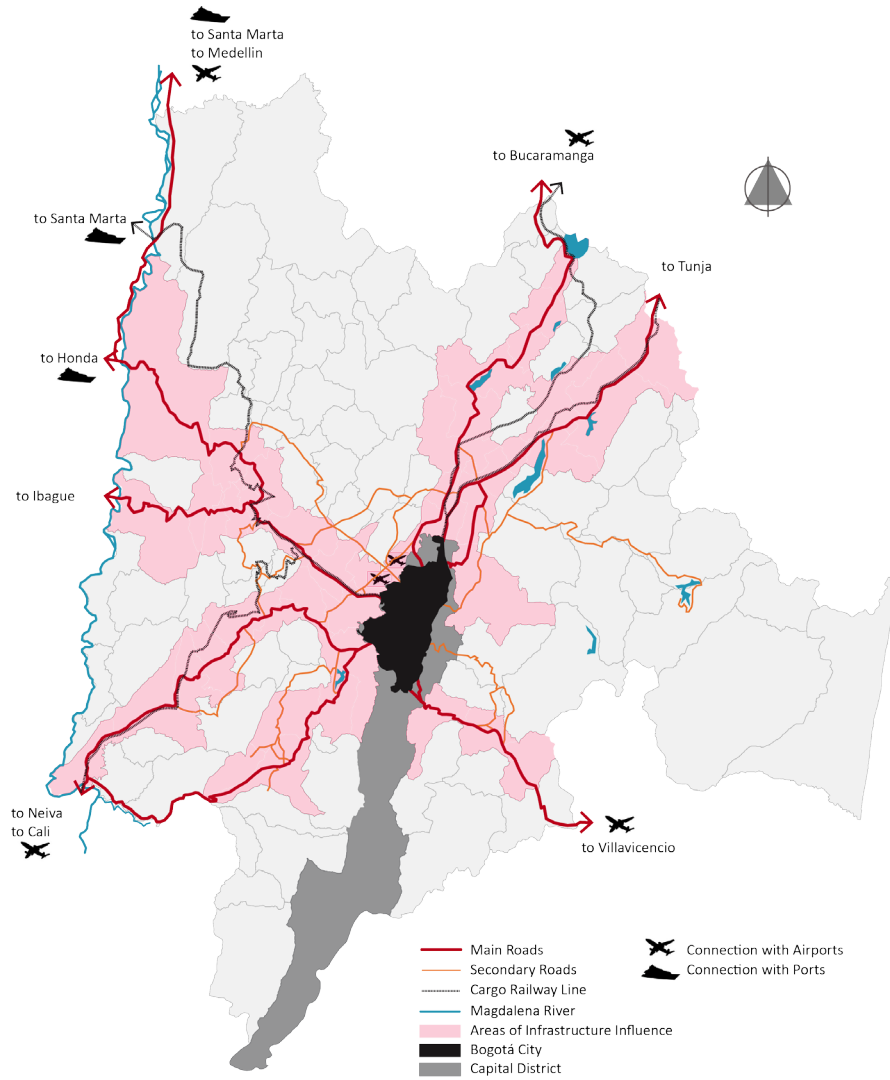 to Santa Marta
to Medellin
to Bucaramanga
to Santa Marta
to Tunja
to Honda
to Ibague
to Neiva
to Cali
to Villavicencio
Main Roads
Secondary Roads
Cargo Railway Line
Magdalena River
Areas of Infrastructure Influence
Bogotá City
Capital District
Connection with Airports
Connection with Ports